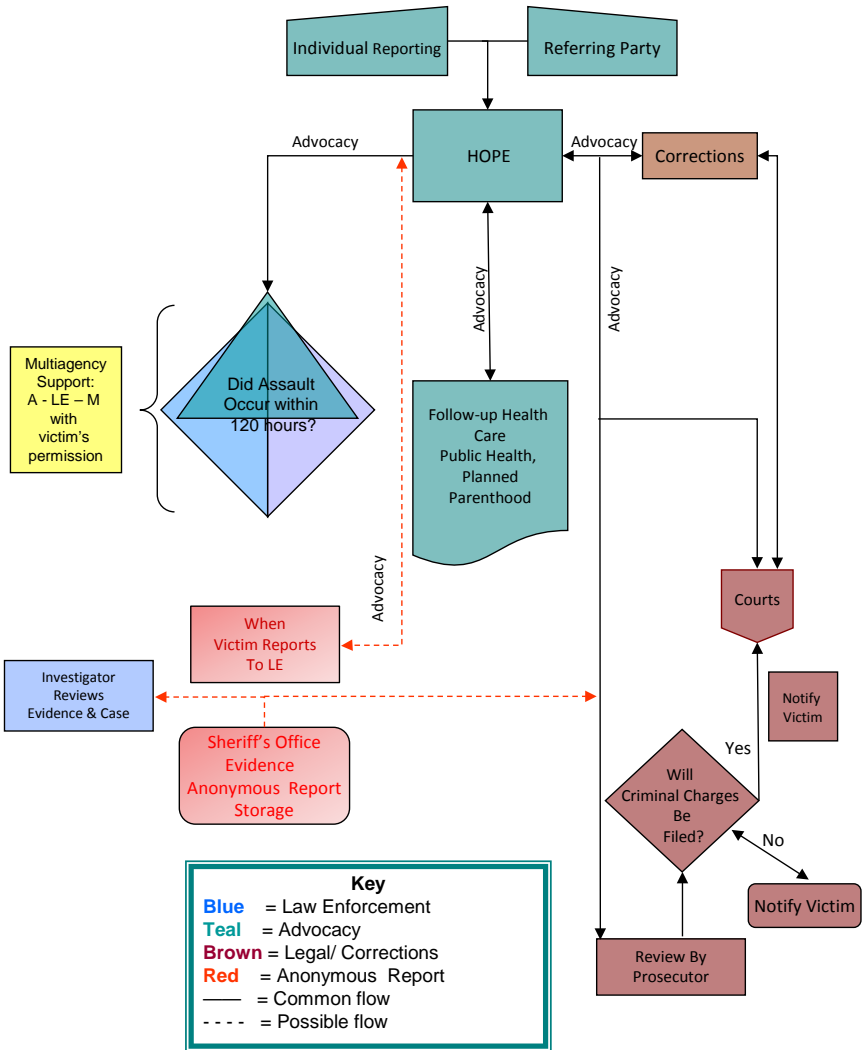 Individual Reporting
Referring Party
Advocacy
HOPE
Advocacy
Corrections
Advocacy
Advocacy
Multiagency
Support:
A - LE – M
with
victim's
permission
Did Assault
Occur within
120 hours?
Follow-up Health
Care
Public Health,
Planned
Parenthood
Advocacy
When
Victim Reports
To LE
Courts
Investigator
Reviews
Evidence & Case
Notify
Victim
Sheriff's Office
Evidence
Anonymous Report
Storage
Yes
Will
Criminal Charges
Be
Filed?
No
Notify Victim
Review By
Prosecutor
Key
Blue = Law Enforcement
Teal = Advocacy
Brown = Legal/ Corrections
Red = Anonymous Report
—— = Common flow
- - - - = Possible flow